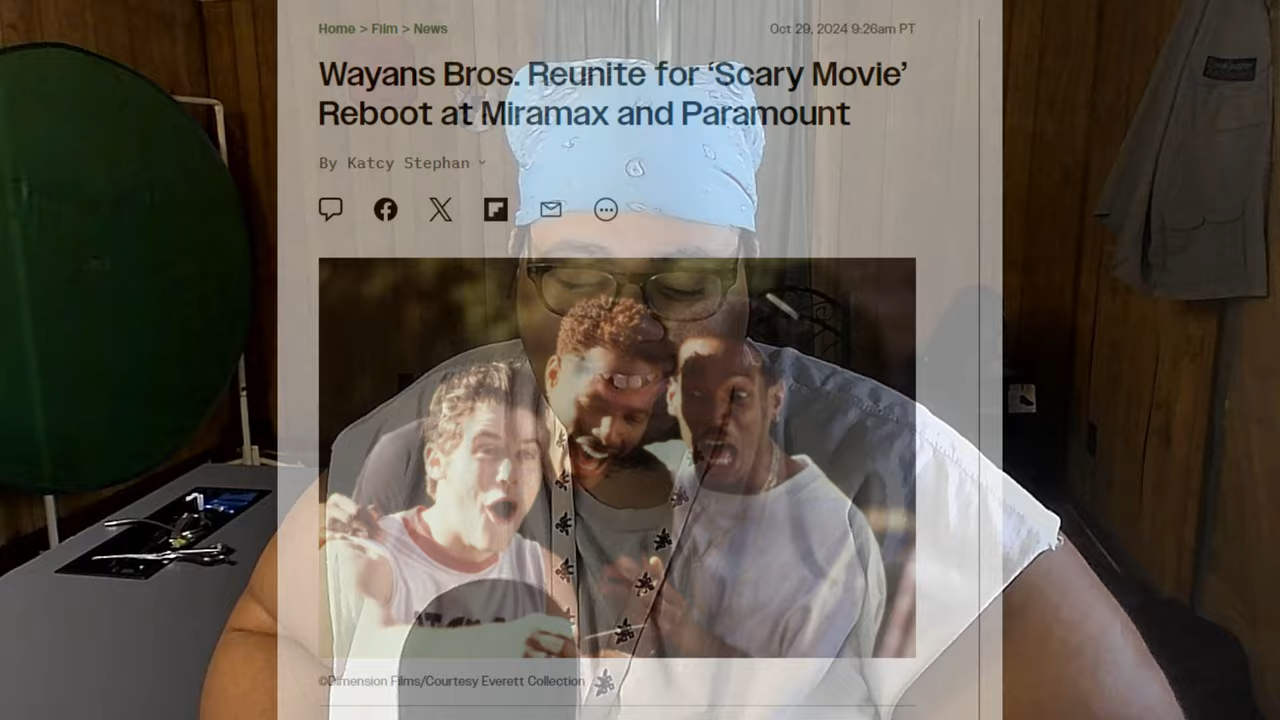 Home > Film > News
Oct 29, 2024 9:26am PT
Wayans Bros. Reunite for ‘Scary Movie’
Reboot at Miramax and Paramount
By Katcy Stephan
©Dimension Films/Courtesy Everett Collection